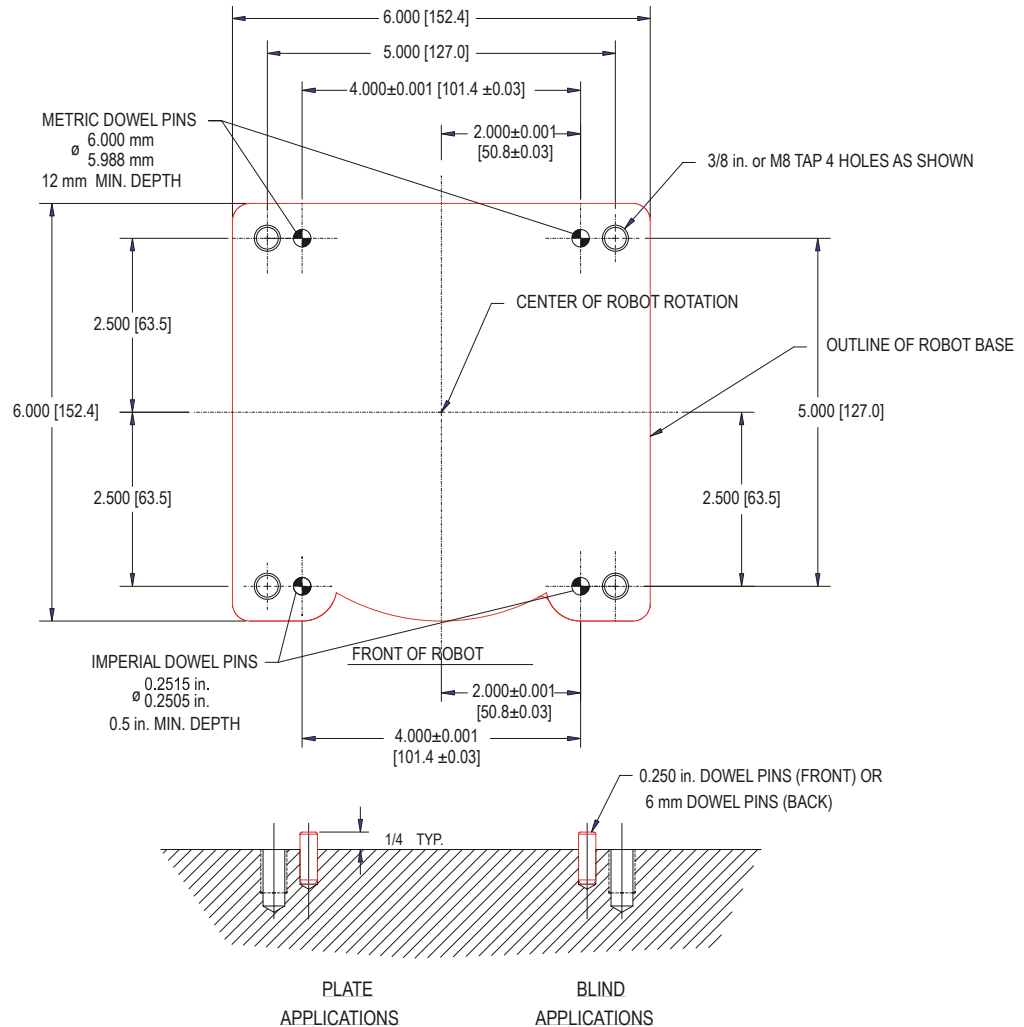 6.000 [152.4]
5.000 [127.0]
4.000±0.001 [101.4 ±0.03]
METRIC DOWEL PINS
ø 6.000 mm
5.988 mm
12 mm MIN. DEPTH
2.000±0.001
[50.8±0.03]
3/8 in. or M8 TAP 4 HOLES AS SHOWN
CENTER OF ROBOT ROTATION
2.500 [63.5]
OUTLINE OF ROBOT BASE
6.000 [152.4]
5.000 [127.0]
2.500 [63.5]
2.500 [63.5]
IMPERIAL DOWEL PINS
ø 0.2515 in.
0.2505 in.
0.5 in. MIN. DEPTH
FRONT OF ROBOT
2.000±0.001
[50.8±0.03]
4.000±0.001
[101.4 ±0.03]
0.250 in. DOWEL PINS (FRONT) OR
6 mm DOWEL PINS (BACK)
1/4 TYP.
PLATE
APPLICATIONS
BLIND
APPLICATIONS